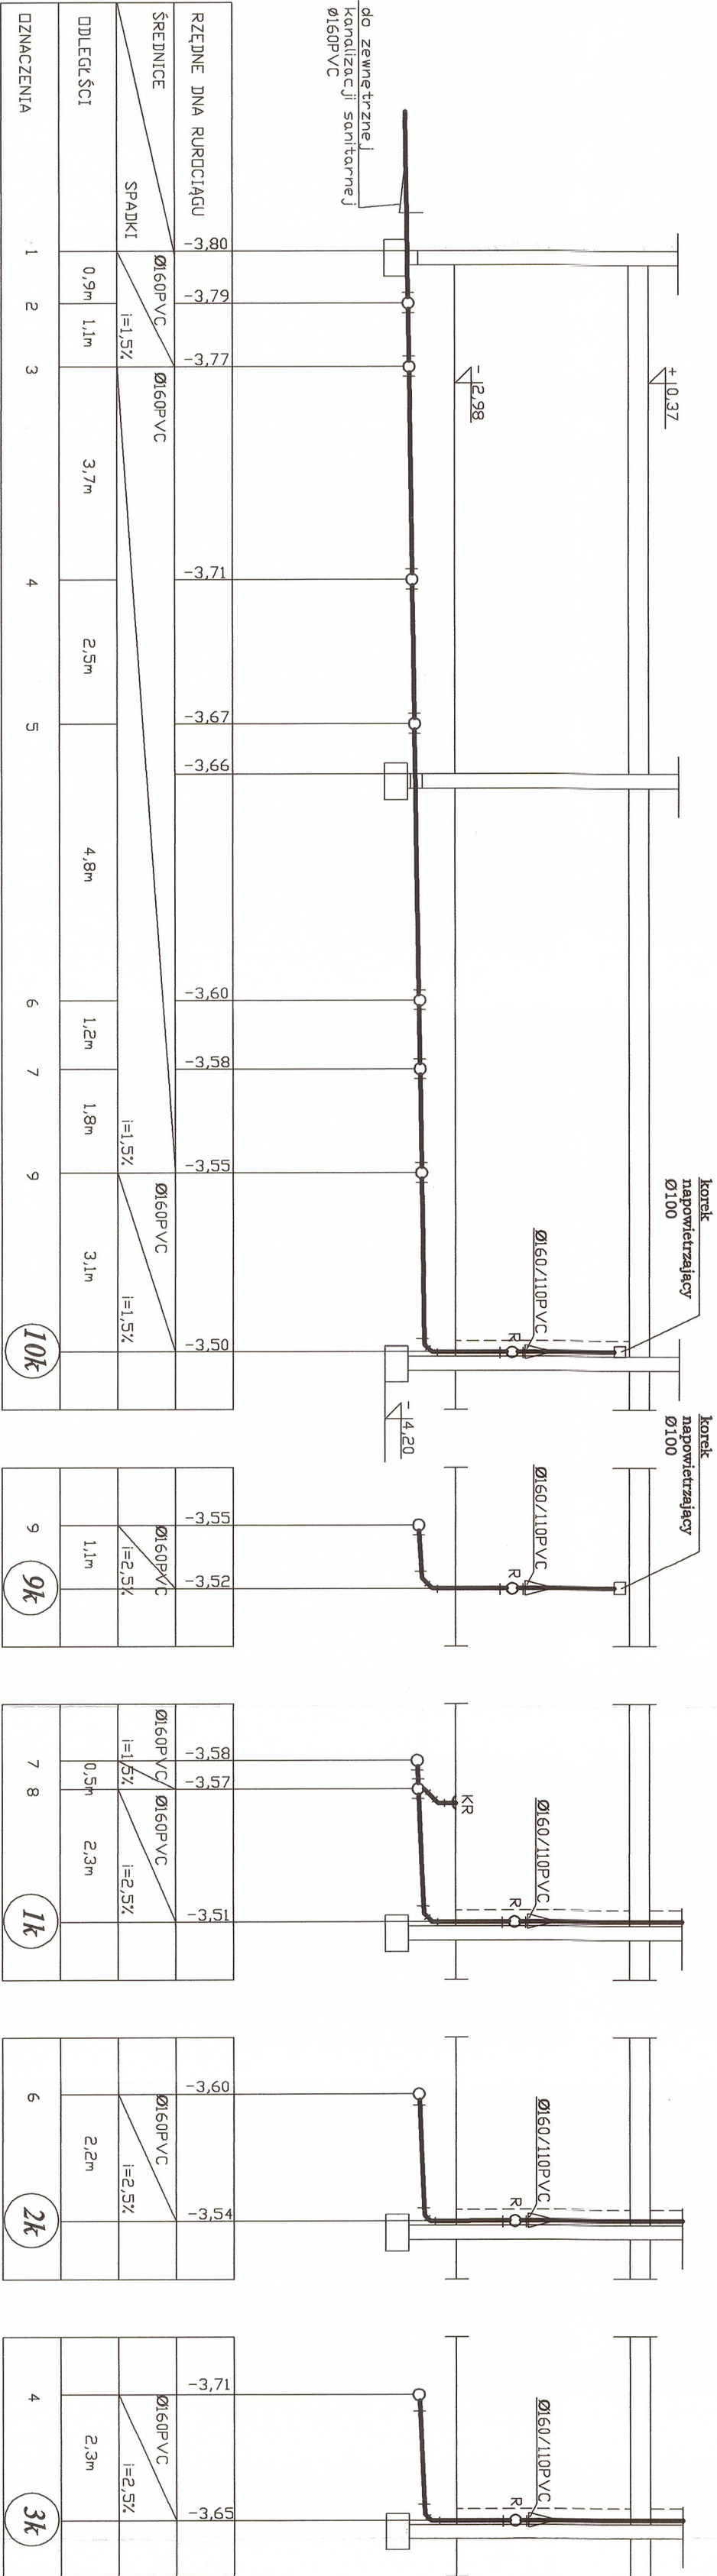 do zewnętrznej
kanalizacji sanitarnej
Ø160PVC
+0,37
-2,98
korek
napowietrzający
Ø100
Ø160/110PVC
R
-4,20
korek
napowietrzający
Ø100
Ø160/110PVC
R
KR
Ø160/110PVC
R
Ø160/110PVC
R
Ø160/110PVC
R
RZĘDNE DNA RUROCIĄGU
-3,80
-3,79
-3,77
-3,71
-3,67
-3,66
-3,60
-3,58
-3,55
-3,50
-3,55
-3,52
-3,58
-3,57
-3,51
-3,60
-3,54
-3,71
-3,65
ŚREDNICE
SPADKI
Ø160PVC
i=1,5%
Ø160PVC
i=1,5%
Ø160PVC
i=1,5%
Ø160PVC
i=2,5%
Ø160PVC
i=1,5%
Ø160PVC
i=2,5%
Ø160PVC
i=2,5%
Ø160PVC
i=2,5%
ODLEGŁŚCI
0,9m
1,1m
3,7m
2,5m
4,8m
1,2m
1,8m
3,1m
1,1m
0,5m
2,3m
2,2m
2,3m
OZNACZENIA
1
2
3
4
5
6
7
9
10k
9
9k
7
8
1k
6
2k
4
3k